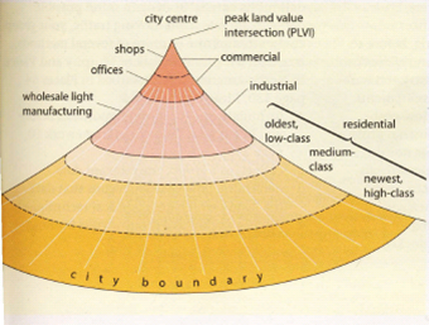 city centre
peak land value
intersection (PLVI)
shops
commercial
offices
industrial
wholesale light
manufacturing
oldest,
low-class
residential
medium-
class
newest,
high-class
city boundary